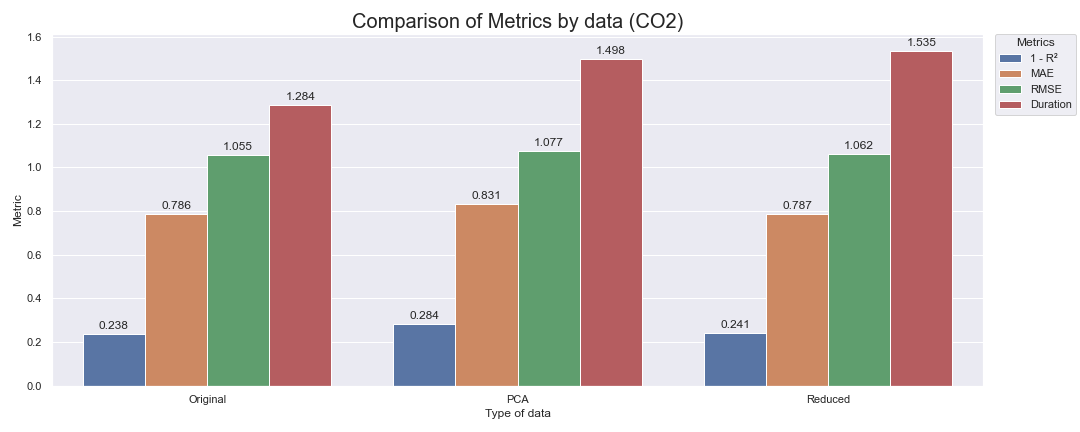 Comparison of Metrics by data (CO2)
Metric
1.6
1.4
1.2
1.0
0.8
0.6
0.4
0.2
0.0
0.238
0.786
1.055
1.284
0.284
0.831
1.077
1.498
0.241
0.787
1.062
1.535
Original
PCA
Reduced
Type of data
Metrics
1 - R²
MAE
RMSE
Duration